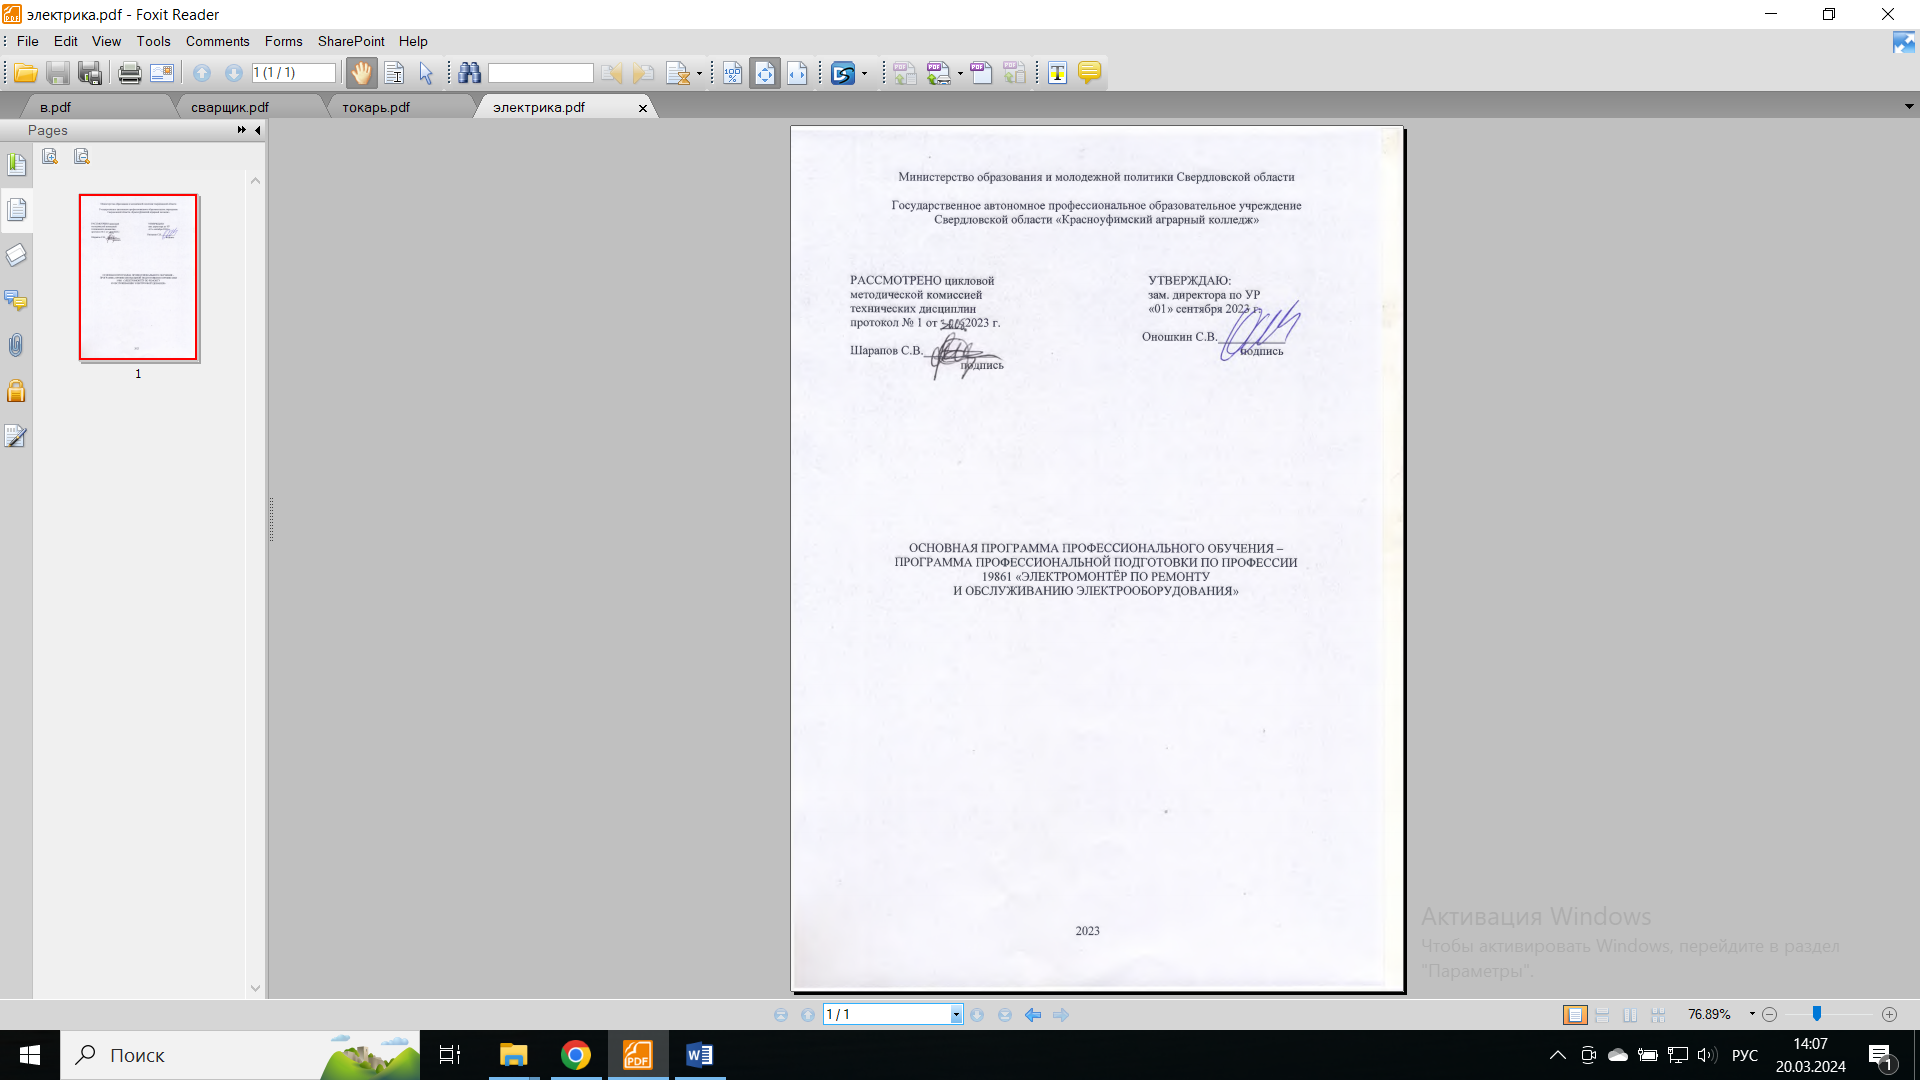 электрика.pdf - Foxit Reader
File Edit View Tools Comments Forms SharePoint Help
1 (1 / 1)
в.pdf сварщик.pdf токарь.pdf электрика.pdf
Pages
1
Министерство образования и молодежной политики Свердловской области
Государственное автономное профессиональное образовательное учреждение
Свердловской области «Красноуфимский аграрный колледж»
РАССМОТРЕНО цикловой
методической комиссией
технических дисциплин
протокол № 1 от 2023 г.
Шарапов С.В.
подпись
УТВЕРЖДАЮ:
зам. директора по УР
«01» сентября 2023 г.
Оношкин С.В.
подпись
ОСНОВНАЯ ПРОГРАММА ПРОФЕССИОНАЛЬНОГО ОБУЧЕНИЯ –
ПРОГРАММА ПРОФЕССИОНАЛЬНОЙ ПОДГОТОВКИ ПО ПРОФЕССИИ
19861 «ЭЛЕКТРОМОНТЁР ПО РЕМОНТУ
И ОБСЛУЖИВАНИЮ ЭЛЕКТРООБОРУДОВАНИЯ»
2023
Активация Windows
Чтобы активировать Windows, перейдите в раздел
"Параметры".
1 / 1
76.89%
Поиск
РУС
14:07
20.03.2024
1